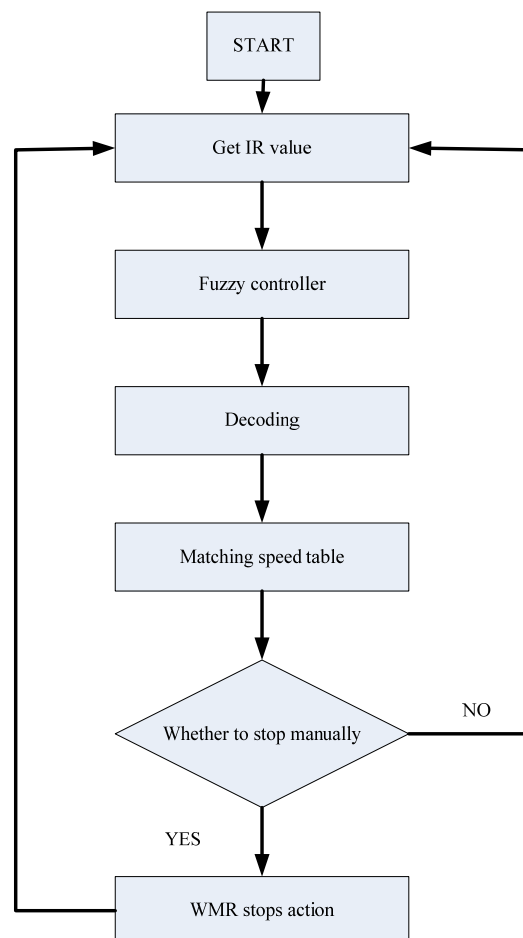 START
Get IR value
Fuzzy controller
Decoding
Matching speed table
Whether to stop manually
NO
YES
WMR stops action